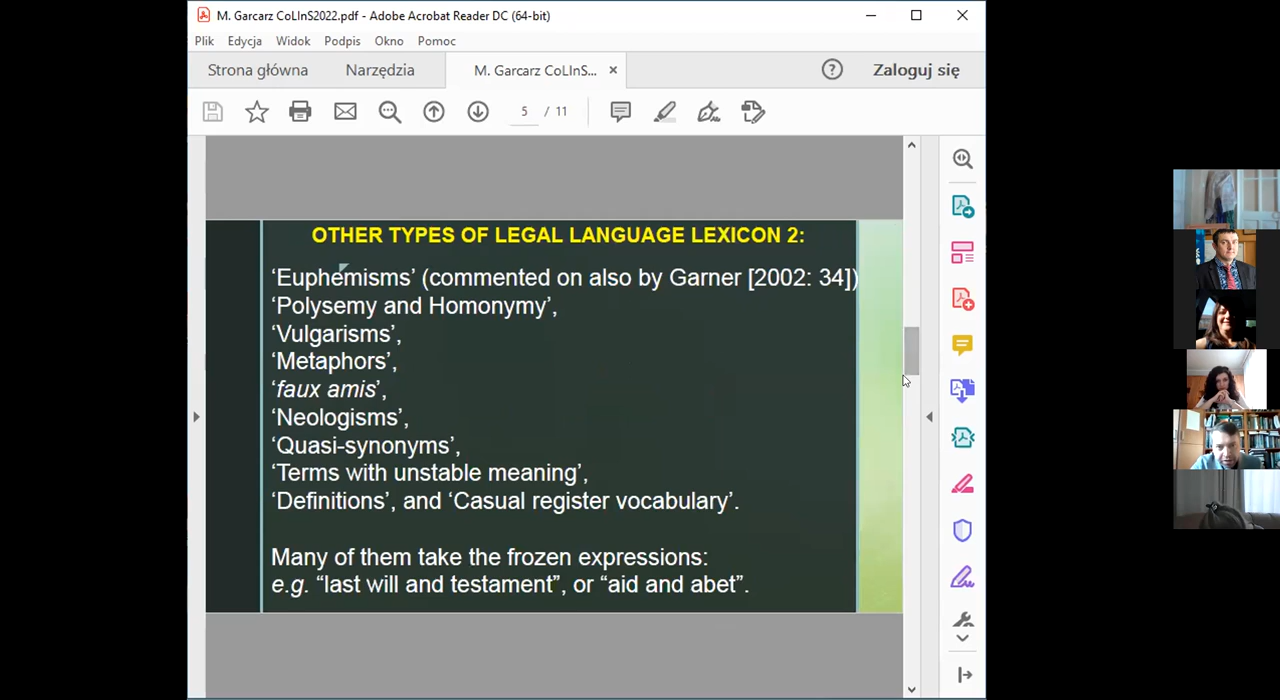 M. Garcarz CoLInS2022.pdf - Adobe Acrobat Reader DC (64-bit)
Plik Edycja Widok Podpis Okno Pomoc
Strona główna Narzędzia M. Garcarz CoLInS... Zaloguj się
5 / 11
OTHER TYPES OF LEGAL LANGUAGE LEXICON 2:
‘Euphemisms’ (commented on also by Garner [2002: 34])
‘Polysemy and Homonymy’,
‘Vulgarisms’,
‘Metaphors’,
‘faux amis’,
‘Neologisms’,
‘Quasi-synonyms’,
‘Terms with unstable meaning’,
‘Definitions’, and ‘Casual register vocabulary’.
Many of them take the frozen expressions:
e.g. “last will and testament”, or “aid and abet”.